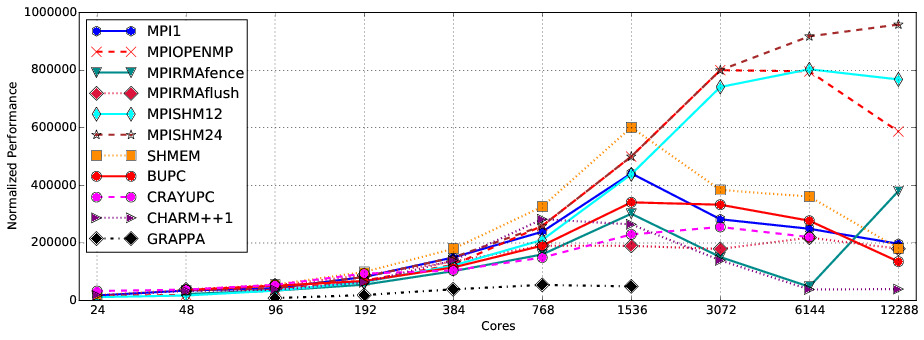 1000000
800000
600000
400000
200000
0
Normalized Performance
MPI1
MPIOPENMP
MPIRMAfence
MPIRMAflush
MPISHM12
MPISHM24
SHMEM
BUPC
CRAYUPC
CHARM++1
GRAPPA
24 48 96 192 384 768 1536 3072 6144 12288
Cores